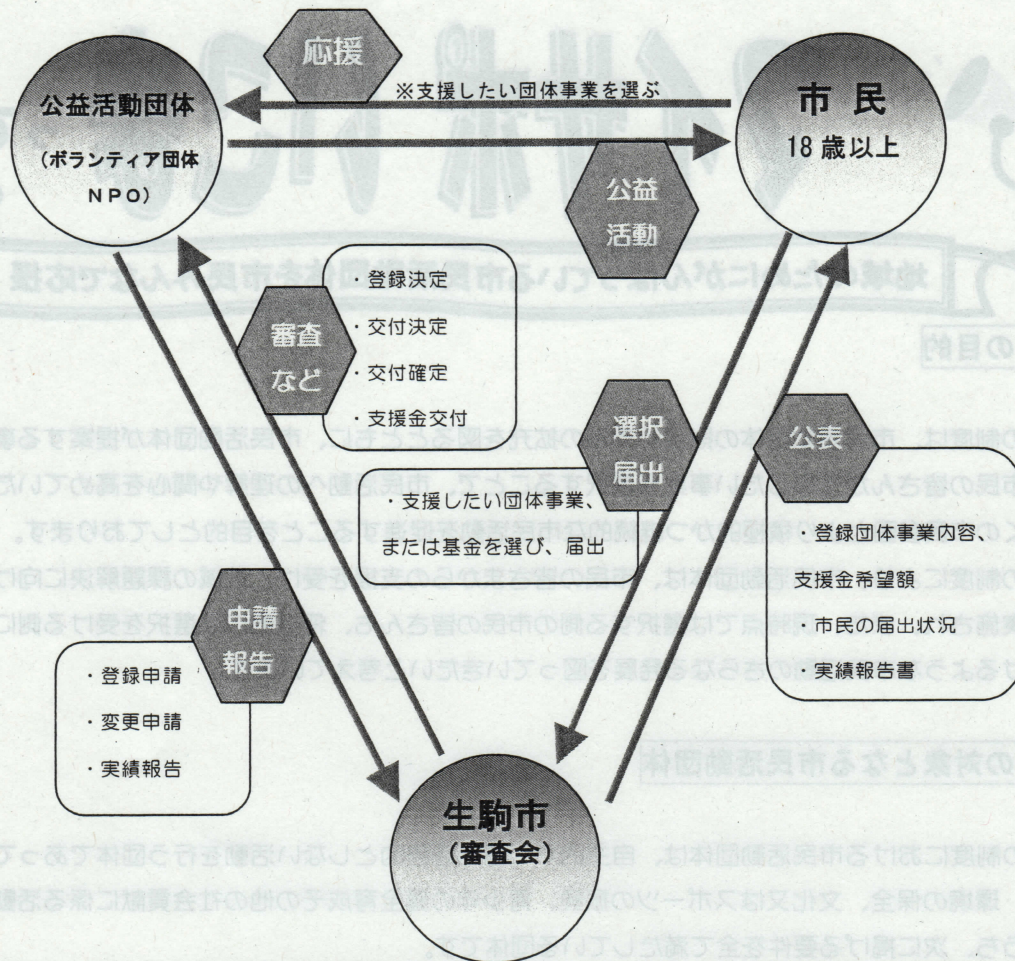 応援
※支援したい団体事業を選ぶ
公益活動団体
(ボランティア団体
NPO)
市民
18歳以上
公益
活動
審査
など
・登録決定
・交付決定
・交付確定
・支援金交付
選択
届出
・支援したい団体事業、
または基金を選び、届出
公表
・登録団体事業内容、
支援金希望額
・市民の届出状況
・実績報告書
申請
報告
・登録申請
・変更申請
・実績報告
生駒市
(審査会)